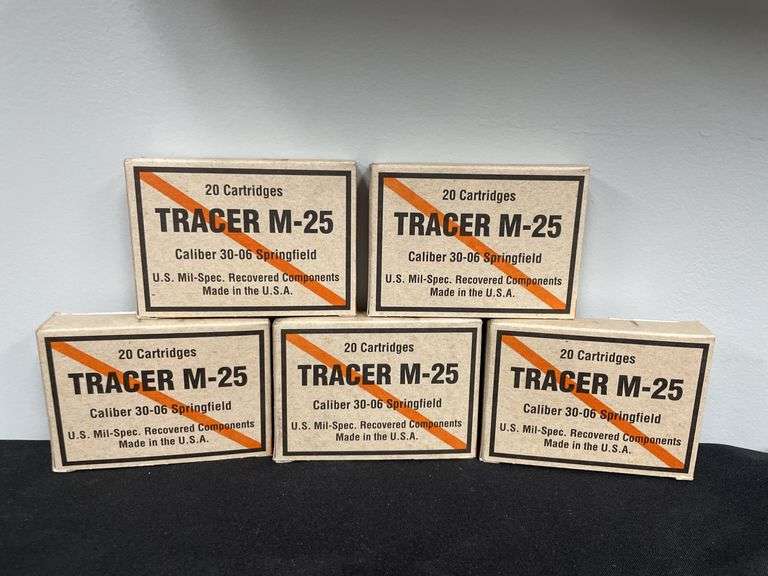 20 Cartridges
TRACER M-25
Caliber 30-06 Springfield
U.S. Mil-Spec. Recovered Components
Made in the U.S.A.
20 Cartridges
TRACER M-25
Caliber 30-06 Springfield
U.S. Mil-Spec. Recovered Components
Made in the U.S.A.
20 Cartridges
TRACER M-25
Caliber 30-06 Springfield
U.S. Mil-Spec. Recovered Components
Made in the U.S.A.
20 Cartridges
TRACER M-25
Caliber 30-06 Springfield
U.S. Mil-Spec. Recovered Components
Made in the U.S.A.
20 Cartridges
TRACER M-25
Caliber 30-06 Springfield
U.S. Mil-Spec. Recovered Components
Made in the U.S.A.